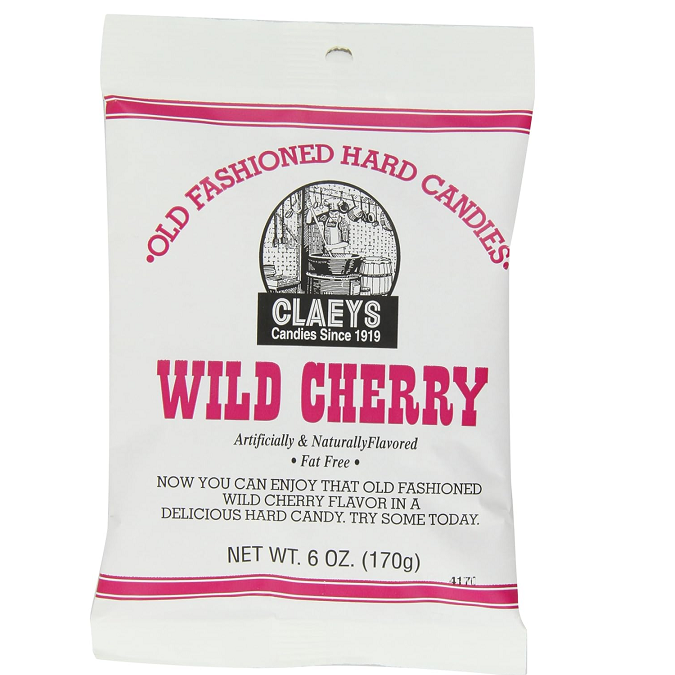 •OLD FASHIONED HARD CANDIES•
CLAEYS
Candies Since 1919
WILD CHERRY
Artificially & NaturallyFlavored
• Fat Free •
NOW YOU CAN ENJOY THAT OLD FASHIONED
WILD CHERRY FLAVOR IN A
DELICIOUS HARD CANDY. TRY SOME TODAY.
NET WT. 6 OZ. (170g)